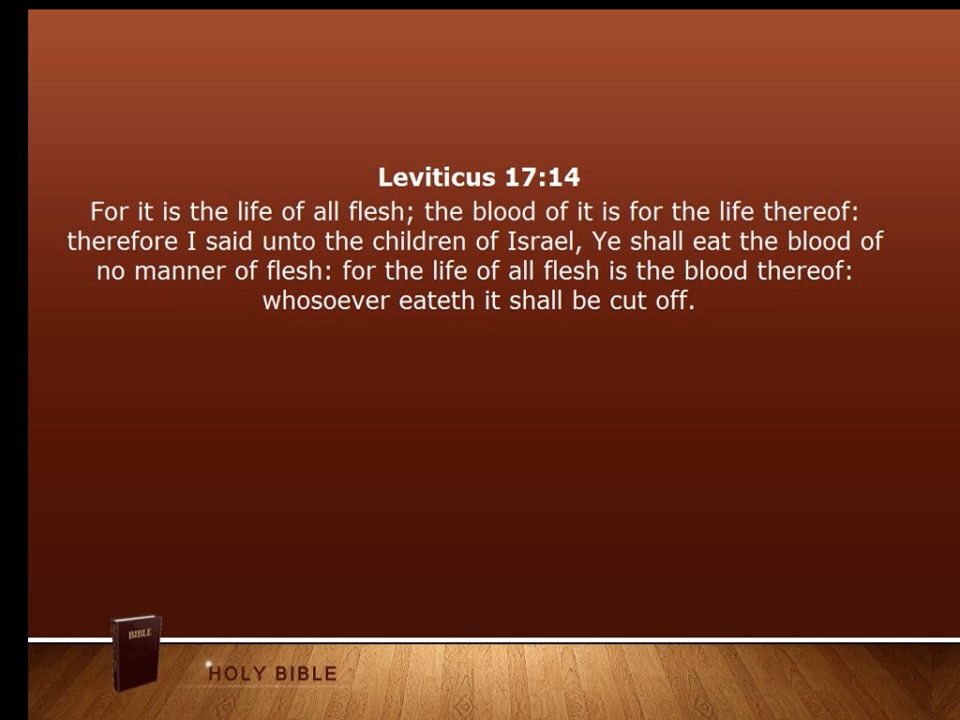 Leviticus 17:14
For it is the life of all flesh; the blood of it is for the life thereof:
therefore I said unto the children of Israel, Ye shall eat the blood of
no manner of flesh: for the life of all flesh is the blood thereof:
whosoever eateth it shall be cut off.
BIBLE
HOLY BIBLE